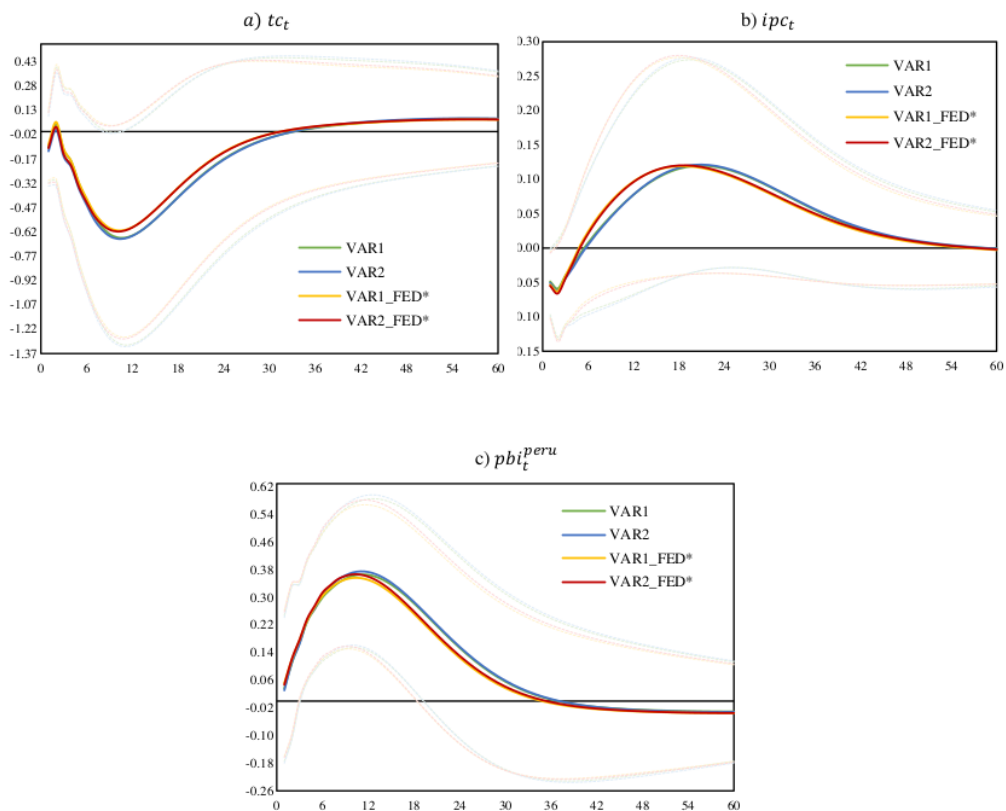 a) tc_t
0.43
0.28
0.13
-0.02
-0.17
-0.32
-0.47
-0.62
-0.77
-0.92
-1.07
-1.22
-1.37
0 6 12 18 24 30 36 42 48 54 60
VAR1
VAR2
VAR1_FED*
VAR2_FED*
b) ipc_t
0.30
0.25
0.20
0.15
0.10
0.05
0.00
0.05
0.10
0.15
0 6 12 18 24 30 36 42 48 54 60
VAR1
VAR2
VAR1_FED*
VAR2_FED*
c) pbi_t^peru
0.62
0.54
0.46
0.38
0.30
0.22
0.14
0.06
-0.02
-0.10
-0.18
-0.26
0 6 12 18 24 30 36 42 48 54 60
VAR1
VAR2
VAR1_FED*
VAR2_FED*